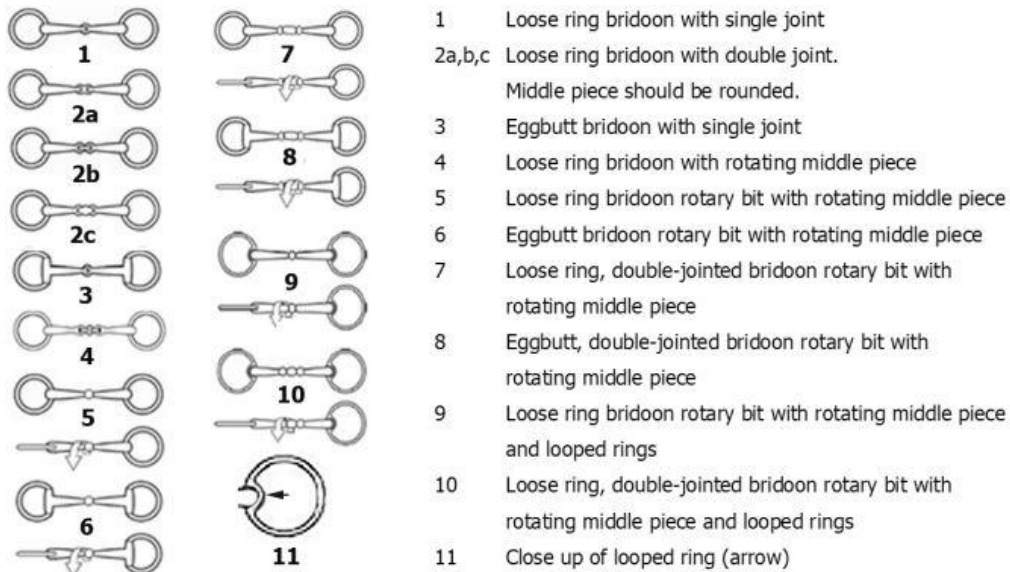 1
2a
2b
2c
3
4
5
6
7
8
9
10
11
1 Loose ring bridoon with single joint
2a,b,c Loose ring bridoon with double joint.
Middle piece should be rounded.
3 Eggbutt bridoon with single joint
4 Loose ring bridoon with rotating middle piece
5 Loose ring bridoon rotary bit with rotating middle piece
6 Eggbutt bridoon rotary bit with rotating middle piece
7 Loose ring, double-jointed bridoon rotary bit with
rotating middle piece
8 Eggbutt, double-jointed bridoon rotary bit with
rotating middle piece
9 Loose ring bridoon rotary bit with rotating middle piece
and looped rings
10 Loose ring, double-jointed bridoon rotary bit with
rotating middle piece and looped rings
11 Close up of looped ring (arrow)